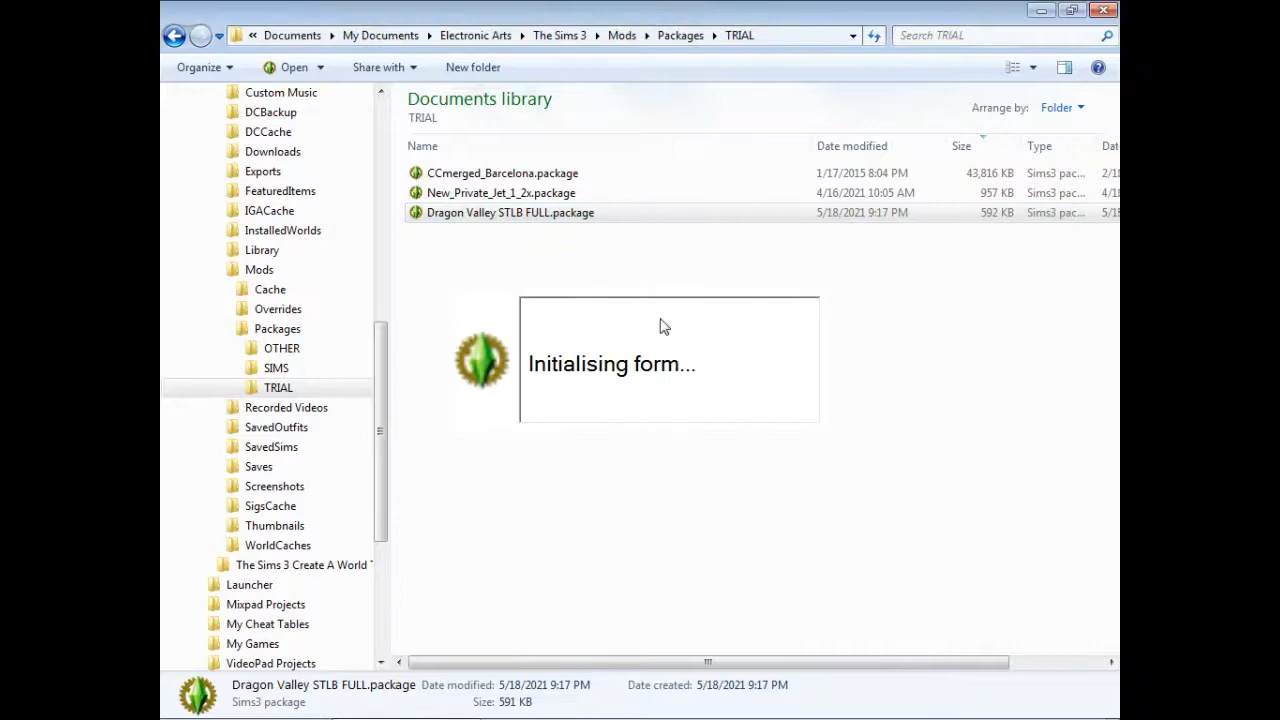 « Documents My Documents Electronic Arts The Sims 3 Mods Packages TRIAL Search TRIAL
Organize Open Share with New folder
Custom Music
DCBackup
DCCache
Downloads
Exports
FeaturedItems
IGACache
InstalledWorlds
Library
Mods
Cache
Overrides
Packages
OTHER
SIMS
TRIAL
Recorded Videos
SavedOutfits
SavedSims
Saves
Screenshots
SigsCache
Thumbnails
WorldCaches
The Sims 3 Create A World T
Launcher
Mixpad Projects
My Cheat Tables
My Games
VideoPad Projects
Documents library
TRIAL
Arrange by: Folder
Name Date modified Size Type Dat
CCmerged_Barcelona.package 1/17/2015 8:04 PM 43,816 KB Sims3 pac... 2/18
New_Private_Jet_1_2x.package 4/16/2021 10:05 AM 957 KB Sims3 pac... 4/18
Dragon Valley STLB FULL.package 5/18/2021 9:17 PM 592 KB Sims3 pac... 5/18
Initialising form...
Dragon Valley STLB FULL.package Date modified: 5/18/2021 9:17 PM Date created: 5/18/2021 9:17 PM
Sims3 package Size: 591 KB